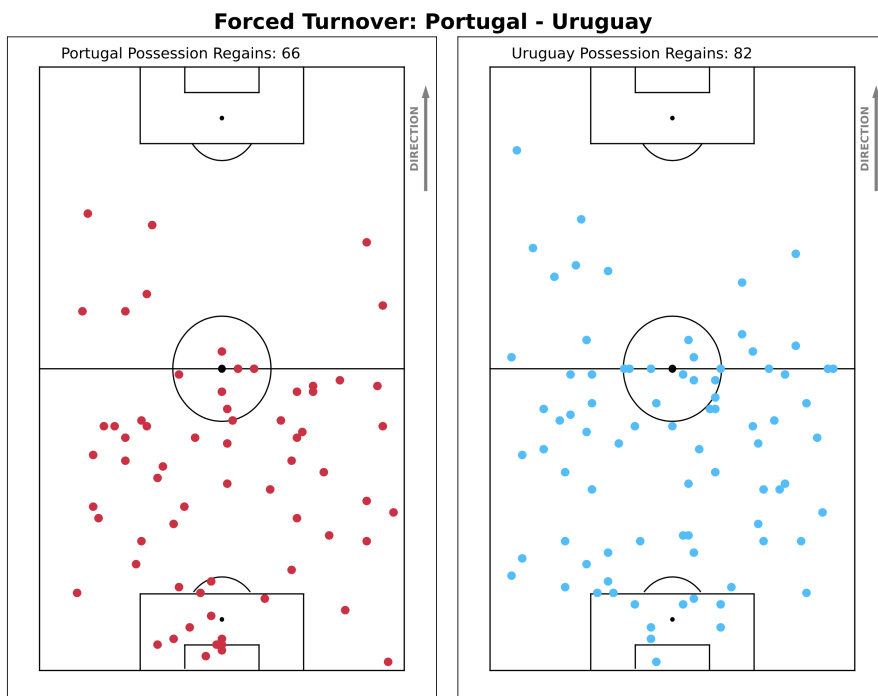 Forced Turnover: Portugal - Uruguay
Portugal Possession Regains: 66
Uruguay Possession Regains: 82
DIRECTION
DIRECTION